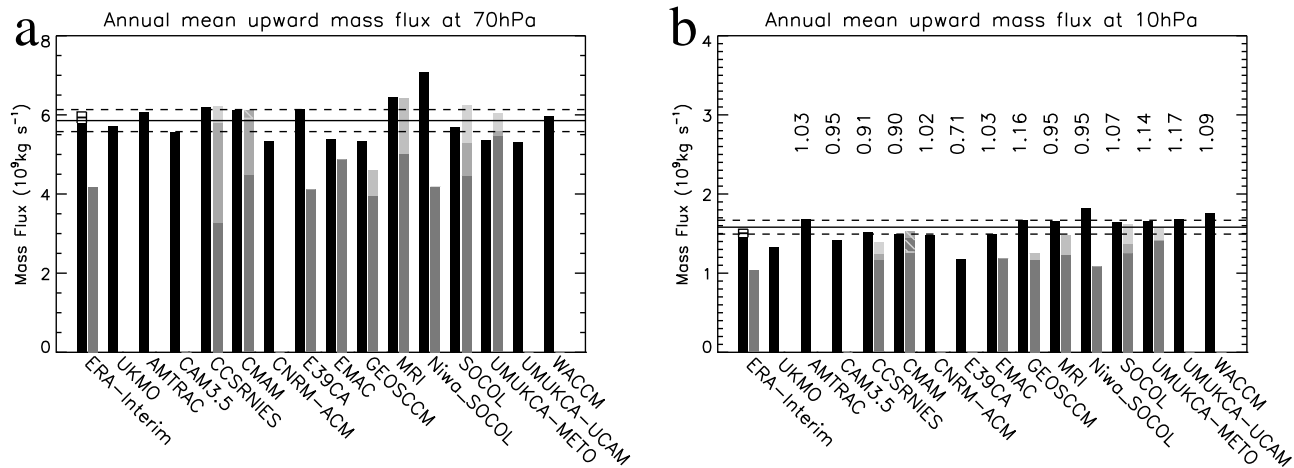 a
Annual mean upward mass flux at 70hPa
Mass Flux (10⁹kg s⁻¹)
8
6
4
2
0
ERA−Interim
UKMO
AMTRAC
CAM3.5
CCSRNIES
CMAM
CNRM−ACM
E39CA
EMAC
GEOSCCM
MRI
Niwa_SOCOL
SOCOL
UMUKCA−METO
UMUKCA−UCAM
WACCM
b
Annual mean upward mass flux at 10hPa
Mass Flux (10⁹kg s⁻¹)
4
3
2
1
0
1.03
0.95
0.91
0.90
1.02
0.71
1.03
1.16
0.95
0.95
1.07
1.14
1.17
1.09
ERA−Interim
UKMO
AMTRAC
CAM3.5
CCSRNIES
CMAM
CNRM−ACM
E39CA
EMAC
GEOSCCM
MRI
Niwa_SOCOL
SOCOL
UMUKCA−METO
UMUKCA−UCAM
WACCM